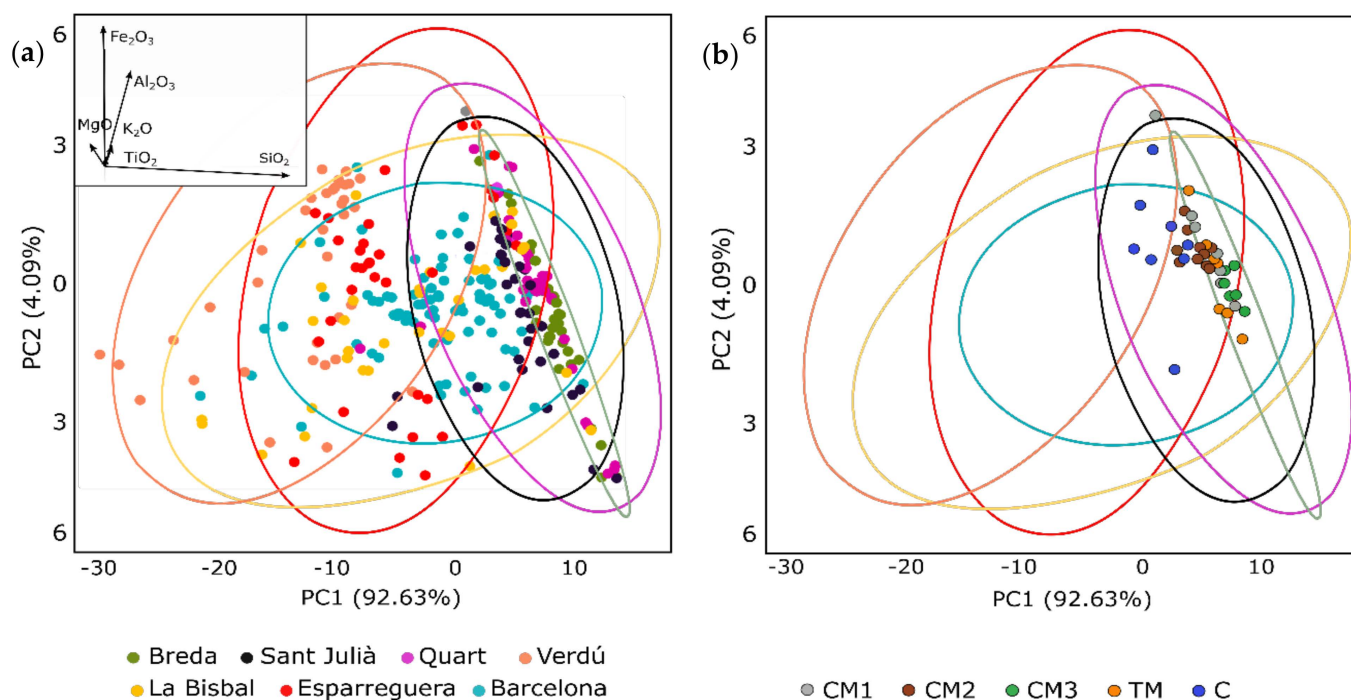 (a)
Fe₂O₃
Al₂O₃
MgO
K₂O
TiO₂
SiO₂
6
3
0
3
6
PC2 (4.09%)
-30 -20 -10 0 10
PC1 (92.63%)
Breda Sant Julià Quart Verdú
La Bisbal Esparreguera Barcelona
(b)
6
3
0
3
6
PC2 (4.09%)
-30 -20 -10 0 10
PC1 (92.63%)
CM1 CM2 CM3 TM C